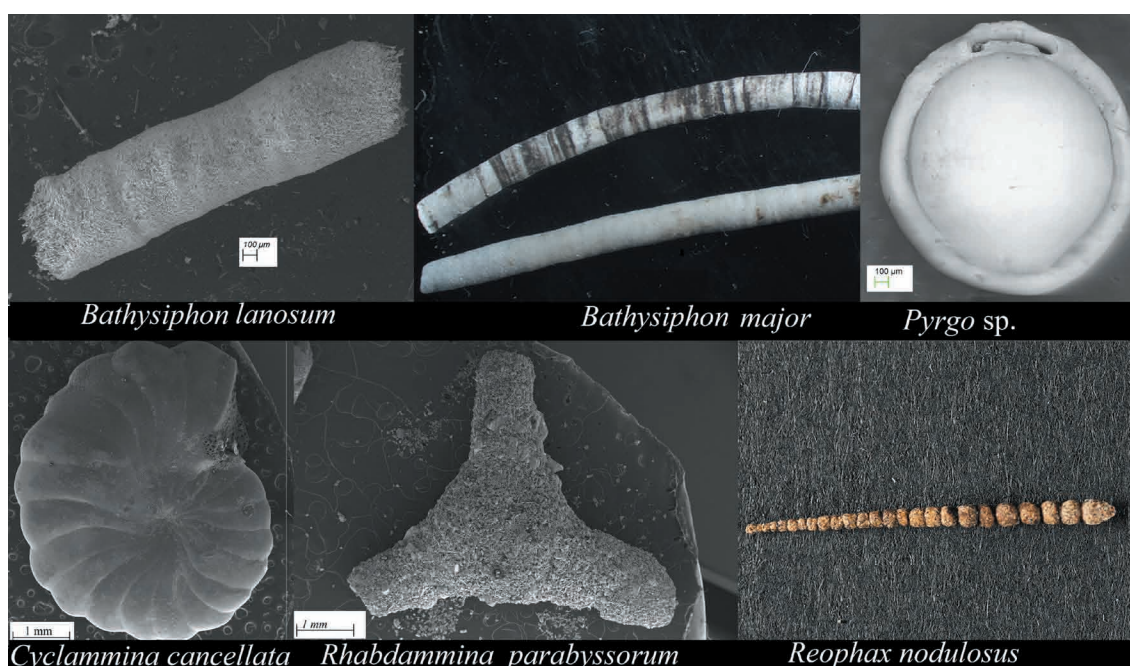 100 µm
100 µm
Bathysiphon lanosum
Bathysiphon major
Pyrgo sp.
1 mm
1 mm
Cyclammina cancellata
Rhabdammina parabyssorum
Reophax nodulosus